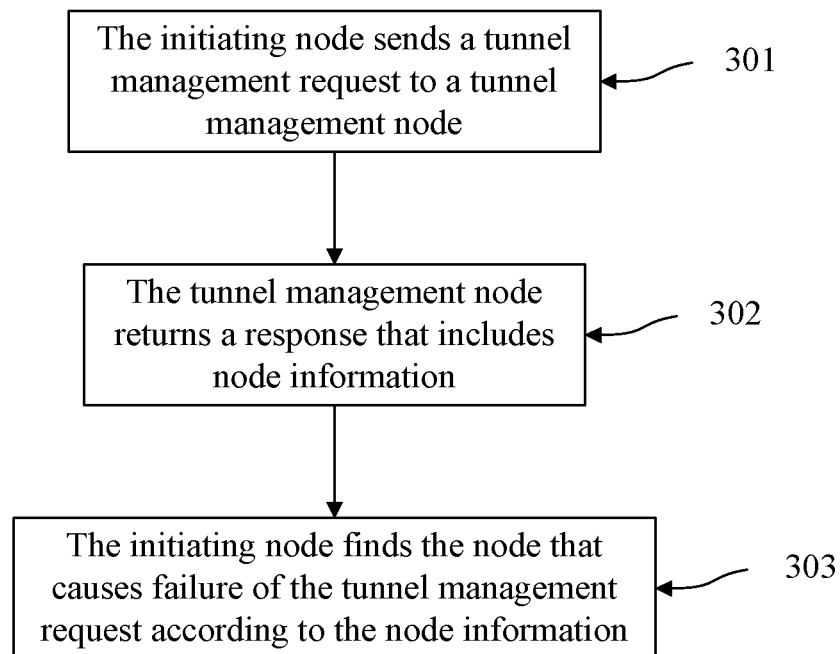 The initiating node sends a tunnel
management request to a tunnel
management node
301
The tunnel management node
returns a response that includes
node information
302
The initiating node finds the node that
causes failure of the tunnel management
request according to the node information
303